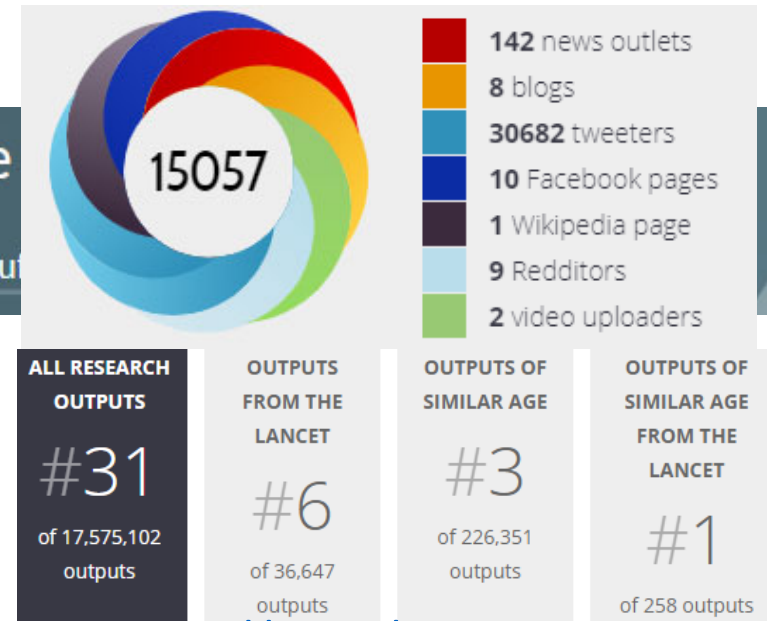 15057
142 news outlets
8 blogs
30682 tweeters
10 Facebook pages
1 Wikipedia page
9 Redditors
2 video uploaders
ALL RESEARCH
OUTPUTS
#31
of 17,575,102
outputs
OUTPUTS
FROM THE
LANCET
#6
of 36,647
outputs
OUTPUTS OF
SIMILAR AGE
#3
of 226,351
outputs
OUTPUTS OF
SIMILAR AGE
FROM THE
LANCET
#1
of 258 outputs